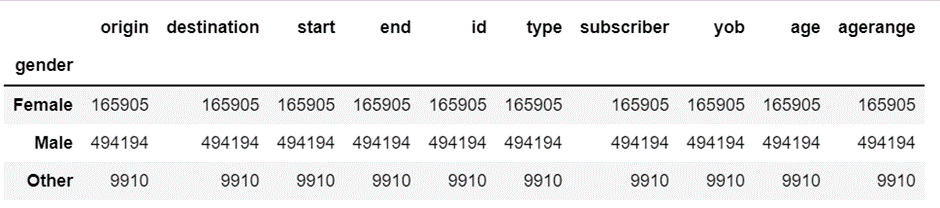 origin destination start end id type subscriber yob age agerange
gender
Female 165905 165905 165905 165905 165905 165905 165905 165905 165905 165905
Male 494194 494194 494194 494194 494194 494194 494194 494194 494194 494194
Other 9910 9910 9910 9910 9910 9910 9910 9910 9910 9910